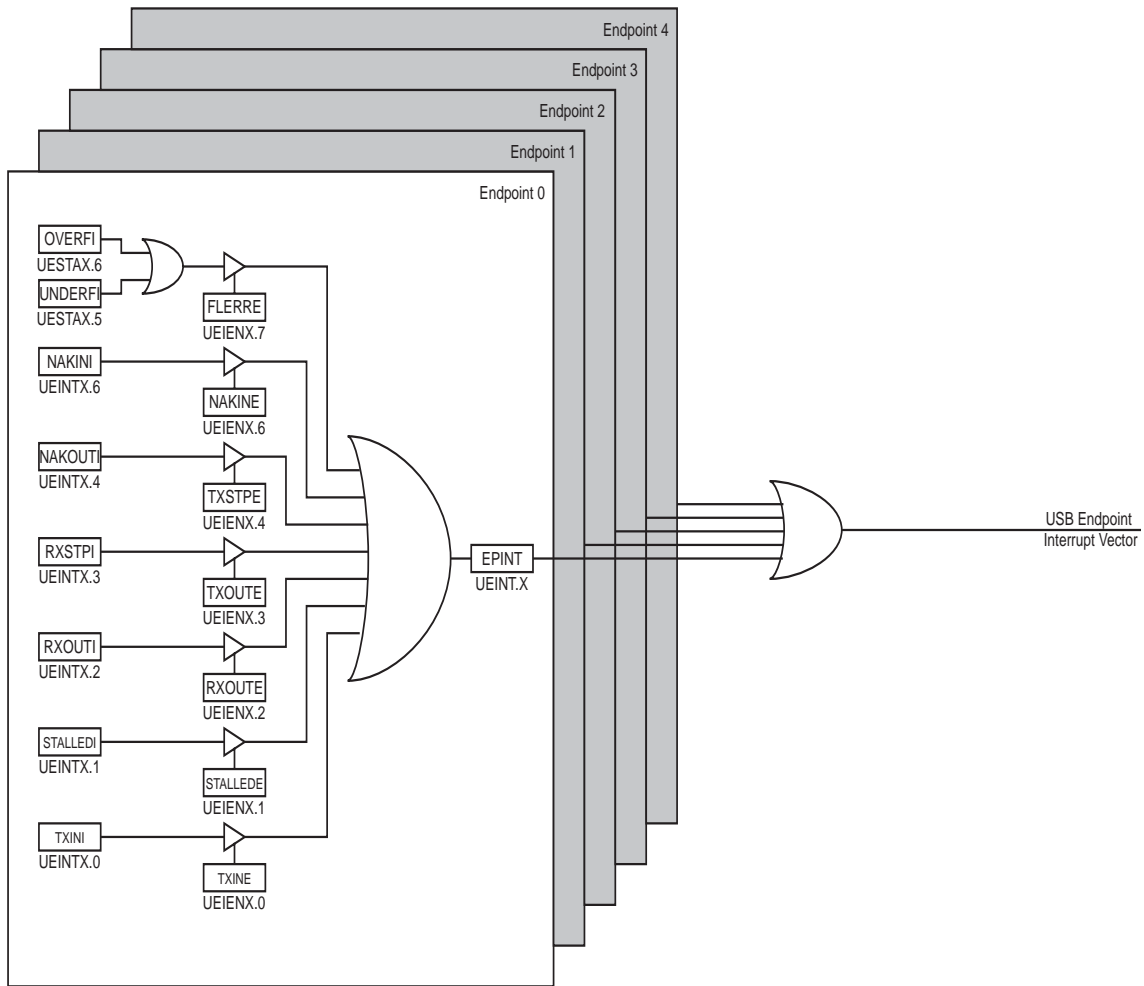 Endpoint 4
Endpoint 3
Endpoint 2
Endpoint 1
Endpoint 0
OVERFI
UESTAX.6
UNDERFI
UESTAX.5
FLERRE
UEIENX.7
NAKINI
UEINTX.6
NAKINE
UEIENX.6
NAKOUTI
UEINTX.4
TXSTPE
UEIENX.4
RXSTPI
UEINTX.3
TXOUTE
UEIENX.3
RXOUTI
UEINTX.2
RXOUTE
UEIENX.2
STALLEDI
UEINTX.1
STALLEDE
UEIENX.1
TXINI
UEINTX.0
TXINE
UEIENX.0
EPINT
UEINT.X
USB Endpoint
Interrupt Vector